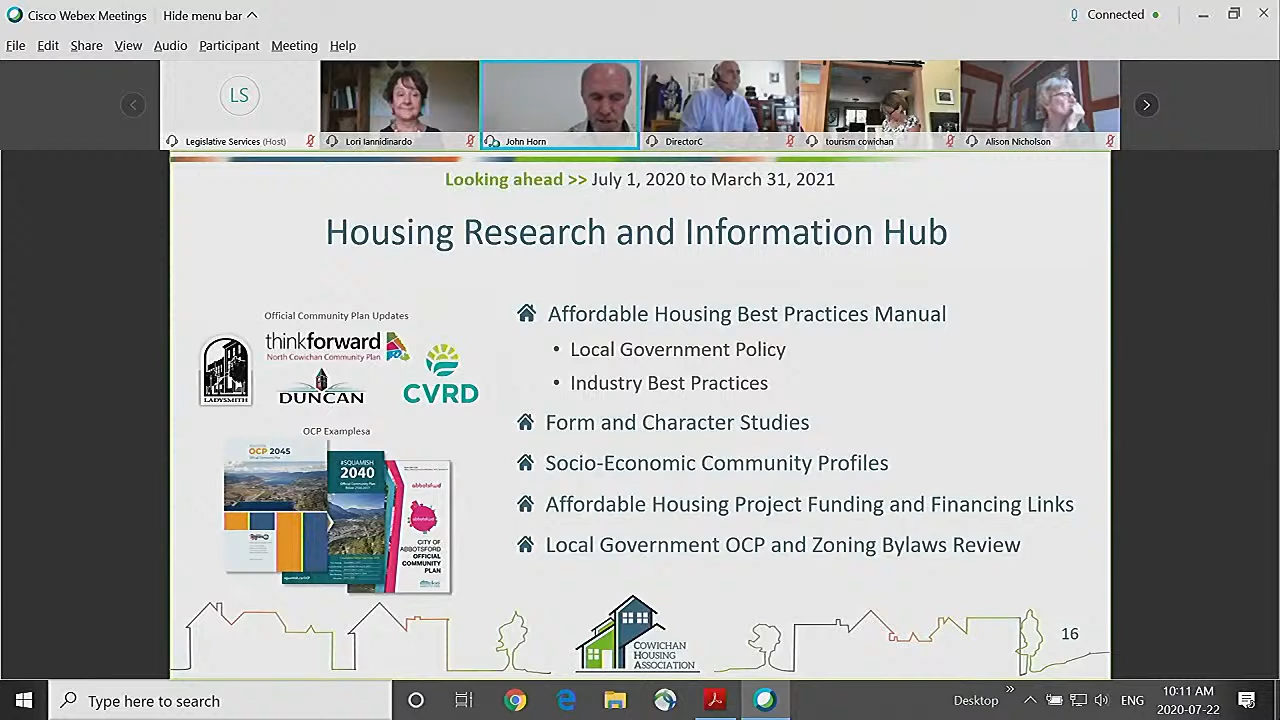 Cisco Webex Meetings
Hide menu bar
Connected
File Edit Share View Audio Participant Meeting Help
LS
Legislative Services (Host)
Lori Iannidinardo
John Horn
DirectorC
tourism cowichan
Alison Nicholson
Looking ahead >> July 1, 2020 to March 31, 2021
Housing Research and Information Hub
Official Community Plan Updates
thinkforward
North Cowichan Community Plan
LADYSMITH
DUNCAN
CVRD
OCP Examplesa
OCP 2045
#SQUAMISH
2040
abbotsfwd
abbotsfwd
CITY OF
ABBOTSFORD
OFFICIAL
COMMUNITY
PLAN
Affordable Housing Best Practices Manual
• Local Government Policy
• Industry Best Practices
Form and Character Studies
Socio-Economic Community Profiles
Affordable Housing Project Funding and Financing Links
Local Government OCP and Zoning Bylaws Review
COWICHAN
HOUSING
ASSOCIATION
16
Type here to search
Desktop
ENG
10:11 AM
2020-07-22